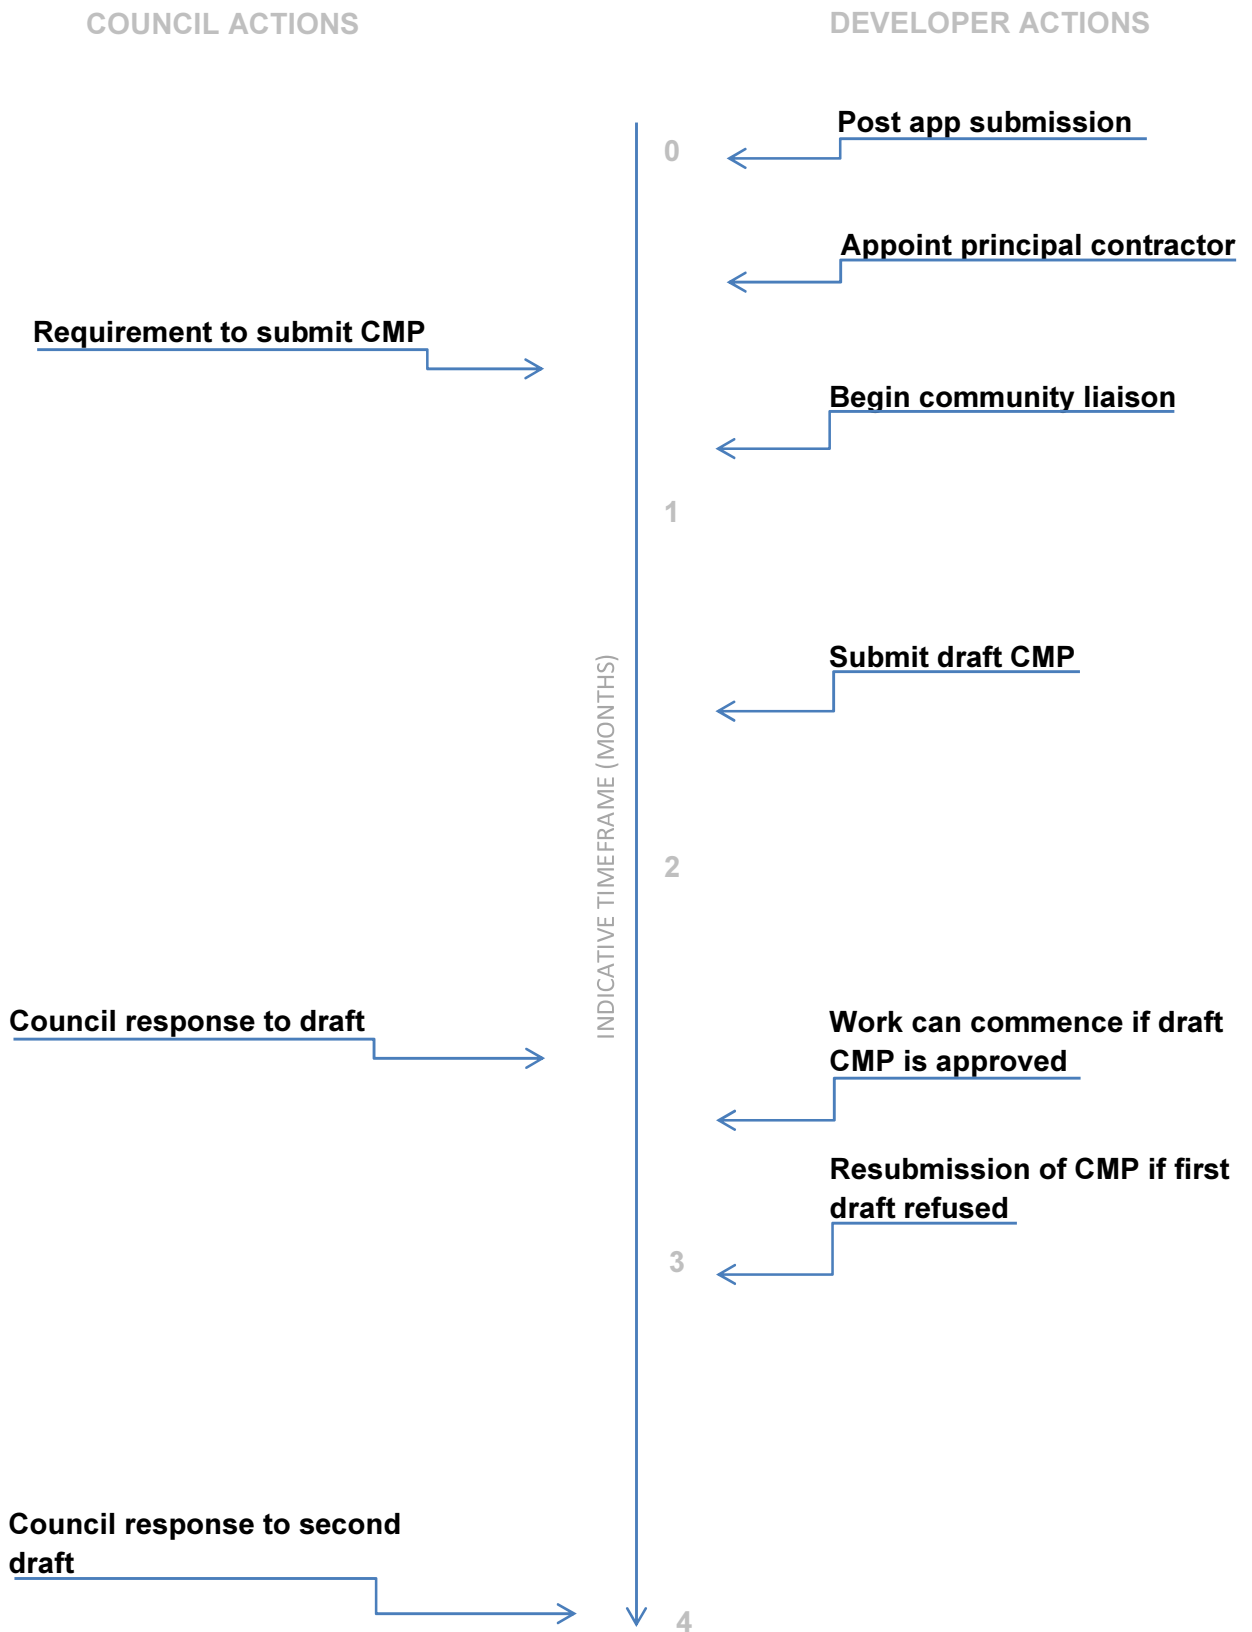 COUNCIL ACTIONS
DEVELOPER ACTIONS
Post app submission
0
Appoint principal contractor
Requirement to submit CMP
Begin community liaison
1
Submit draft CMP
INDICATIVE TIMEFRAME (MONTHS)
2
Council response to draft
Work can commence if draft
CMP is approved
Resubmission of CMP if first
draft refused
3
Council response to second
draft
4